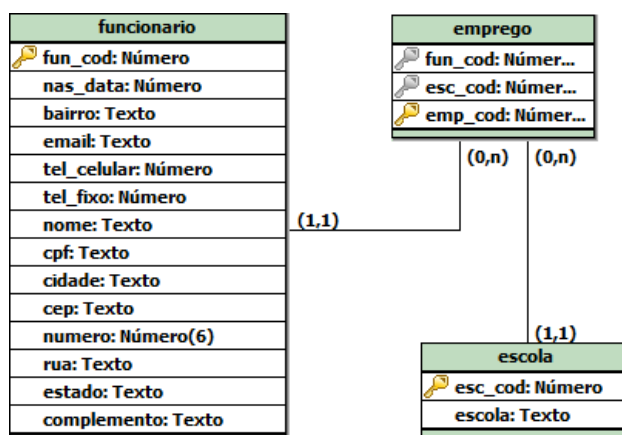 funcionario
fun_cod: Número
nas_data: Número
bairro: Texto
email: Texto
tel_celular: Número
tel_fixo: Número
nome: Texto
cpf: Texto
cidade: Texto
cep: Texto
numero: Número(6)
rua: Texto
estado: Texto
complemento: Texto
(1,1)
emprego
fun_cod: Númer...
esc_cod: Númer...
emp_cod: Númer...
(0,n) (0,n)
(1,1)
escola
esc_cod: Número
escola: Texto